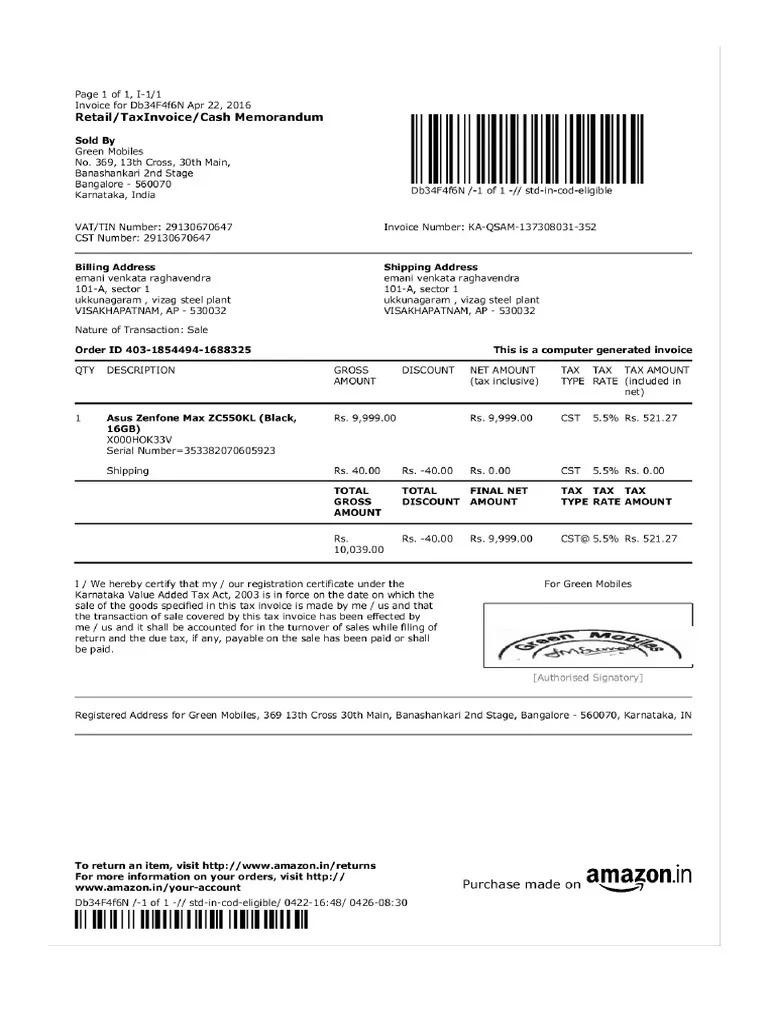 Page 1 of 1, I-1/1
Invoice for Db34F4f6N Apr 22, 2016
Retail/TaxInvoice/Cash Memorandum
Sold By
Green Mobiles
No. 369, 13th Cross, 30th Main,
Banashankari 2nd Stage
Bangalore - 560070
Karnataka, India
Db34F4f6N /-1 of 1 -// std-in-cod-eligible
VAT/TIN Number: 29130670647
CST Number: 29130670647
Invoice Number: KA-QSAM-137308031-352
Billing Address
emani venkata raghavendra
101-A, sector 1
ukkunagaram , vizag steel plant
VISAKHAPATNAM, AP - 530032
Shipping Address
emani venkata raghavendra
101-A, sector 1
ukkunagaram , vizag steel plant
VISAKHAPATNAM, AP - 530032
Nature of Transaction: Sale
Order ID 403-1854494-1688325 This is a computer generated invoice
QTY DESCRIPTION GROSS DISCOUNT NET AMOUNT TAX TAX TAX AMOUNT
AMOUNT (tax inclusive) TYPE RATE (included in
net)
1 Asus Zenfone Max ZC550KL (Black, Rs. 9,999.00 Rs. 9,999.00 CST 5.5% Rs. 521.27
16GB)
X000HOK33V
Serial Number=353382070605923
Shipping Rs. 40.00 Rs. -40.00 Rs. 0.00 CST 5.5% Rs. 0.00
TOTAL TOTAL FINAL NET TAX TAX TAX
GROSS DISCOUNT AMOUNT TYPE RATE AMOUNT
AMOUNT
Rs. Rs. -40.00 Rs. 9,999.00 CST@ 5.5% Rs. 521.27
10,039.00
I / We hereby certify that my / our registration certificate under the
Karnataka Value Added Tax Act, 2003 is in force on the date on which the
sale of the goods specified in this tax invoice is made by me / us and that
the transaction of sale covered by this tax invoice has been effected by
me / us and it shall be accounted for in the turnover of sales while filing of
return and the due tax, if any, payable on the sale has been paid or shall
be paid.
For Green Mobiles
Green Mobiles
[Authorised Signatory]
Registered Address for Green Mobiles, 369 13th Cross 30th Main, Banashankari 2nd Stage, Bangalore - 560070, Karnataka, IN
To return an item, visit http://www.amazon.in/returns
For more information on your orders, visit http://
www.amazon.in/your-account
Db34F4f6N /-1 of 1 -// std-in-cod-eligible/ 0422-16:48/ 0426-08:30
Purchase made on amazon.in